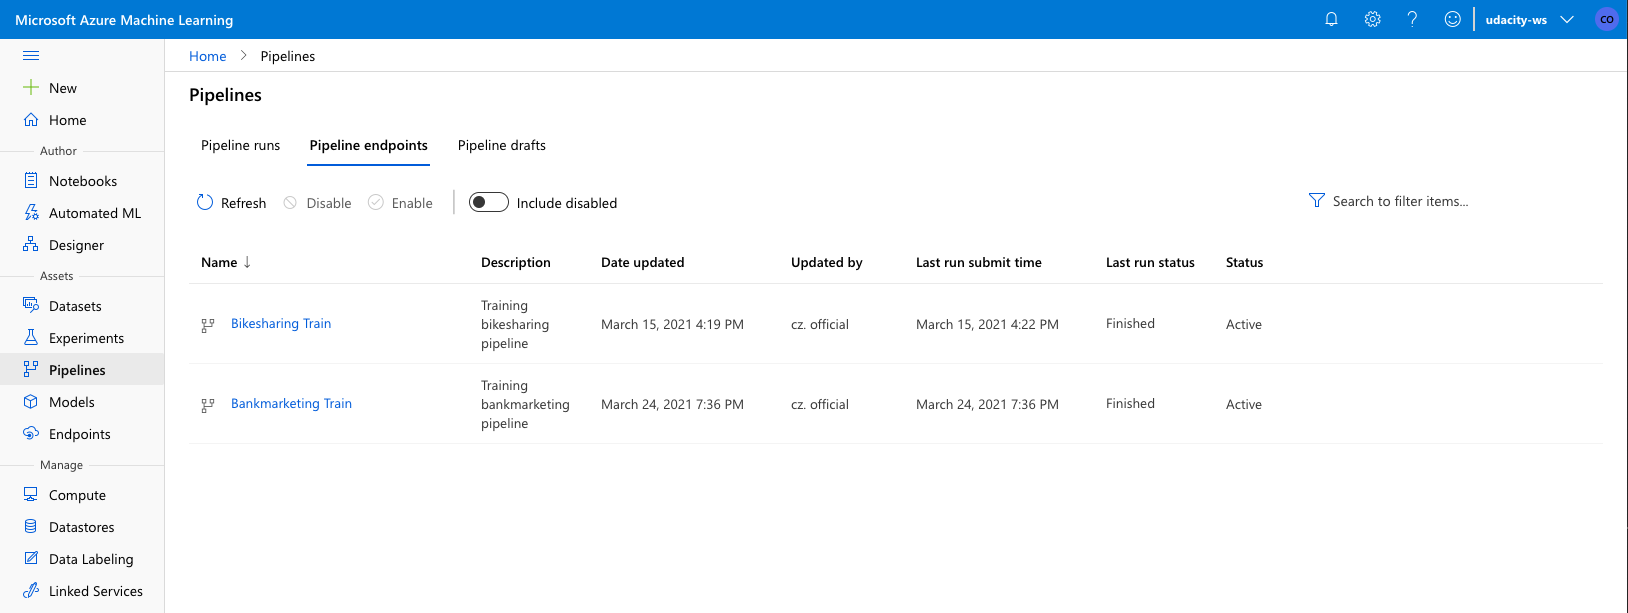 Microsoft Azure Machine Learning
udacity-ws
CO
New
Home
Author
Notebooks
Automated ML
Designer
Assets
Datasets
Experiments
Pipelines
Models
Endpoints
Manage
Compute
Datastores
Data Labeling
Linked Services
Home > Pipelines
Pipelines
Pipeline runs Pipeline endpoints Pipeline drafts
Refresh Disable Enable Include disabled Search to filter items...
Name ↓ Description Date updated Updated by Last run submit time Last run status Status
Bikesharing Train
Training
bikesharing
pipeline
March 15, 2021 4:19 PM cz. official March 15, 2021 4:22 PM Finished Active
Bankmarketing Train
Training
bankmarketing
pipeline
March 24, 2021 7:36 PM cz. official March 24, 2021 7:36 PM Finished Active